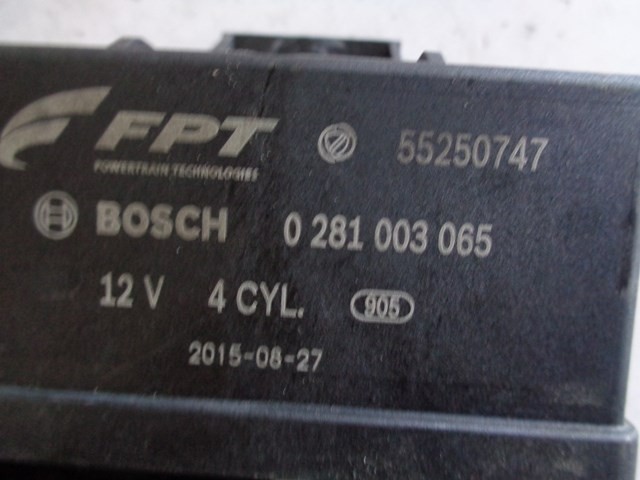 FPT 55250747
POWERTRAIN TECHNOLOGIES
BOSCH 0 281 003 065
12 V 4 CYL. 905
2015-08-27